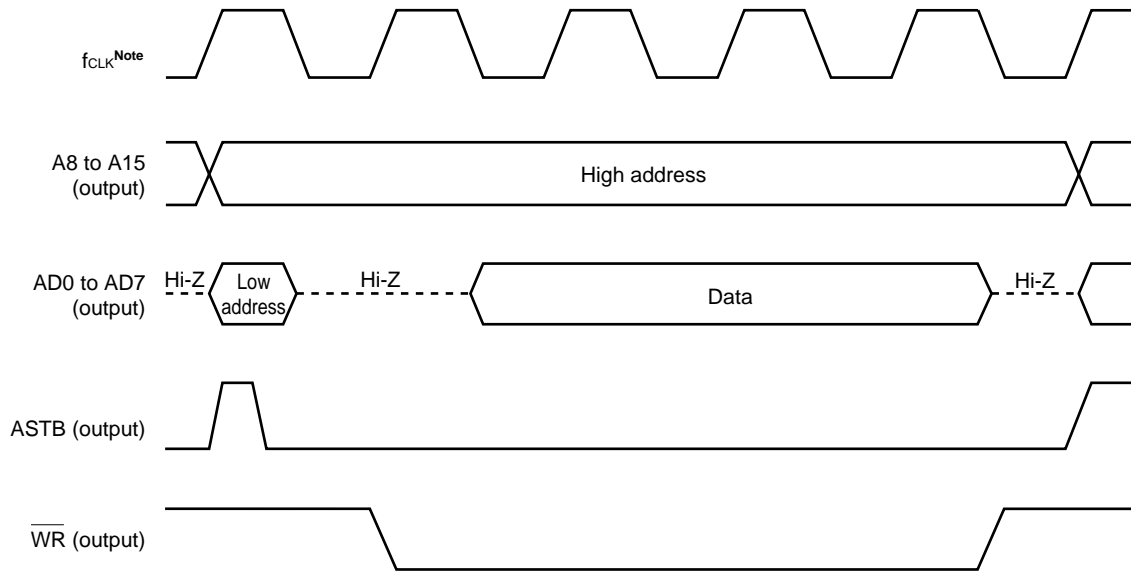 fCLKNote
A8 to A15
(output)
High address
AD0 to AD7
(output)
Hi-Z
Low
address
Hi-Z
Data
Hi-Z
ASTB (output)
WR (output)